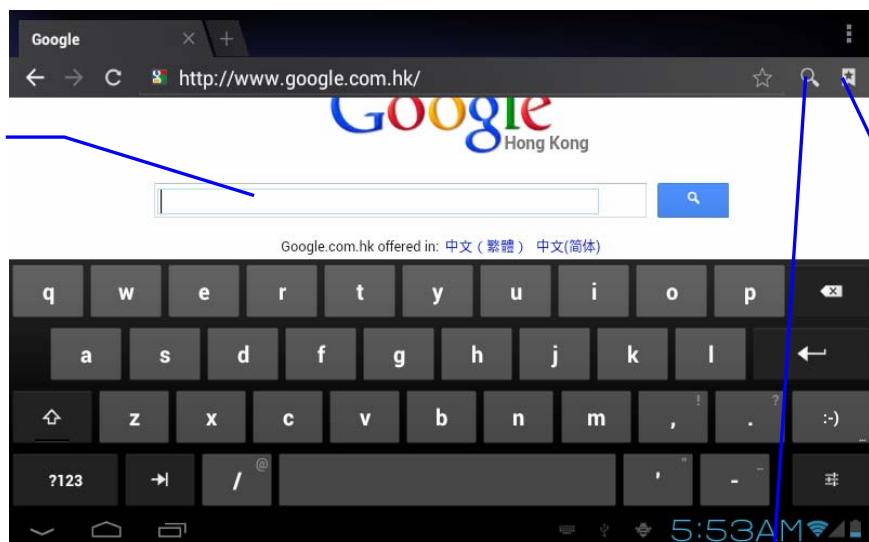 Google
http://www.google.com.hk/
Google
Hong Kong
Google.com.hk offered in: 中文（繁體） 中文(简体)
q w e r t y u i o p
a s d f g h j k l
z x c v b n m , ! . ? :-) ...
?123 / @ ' " - _
5:53AM